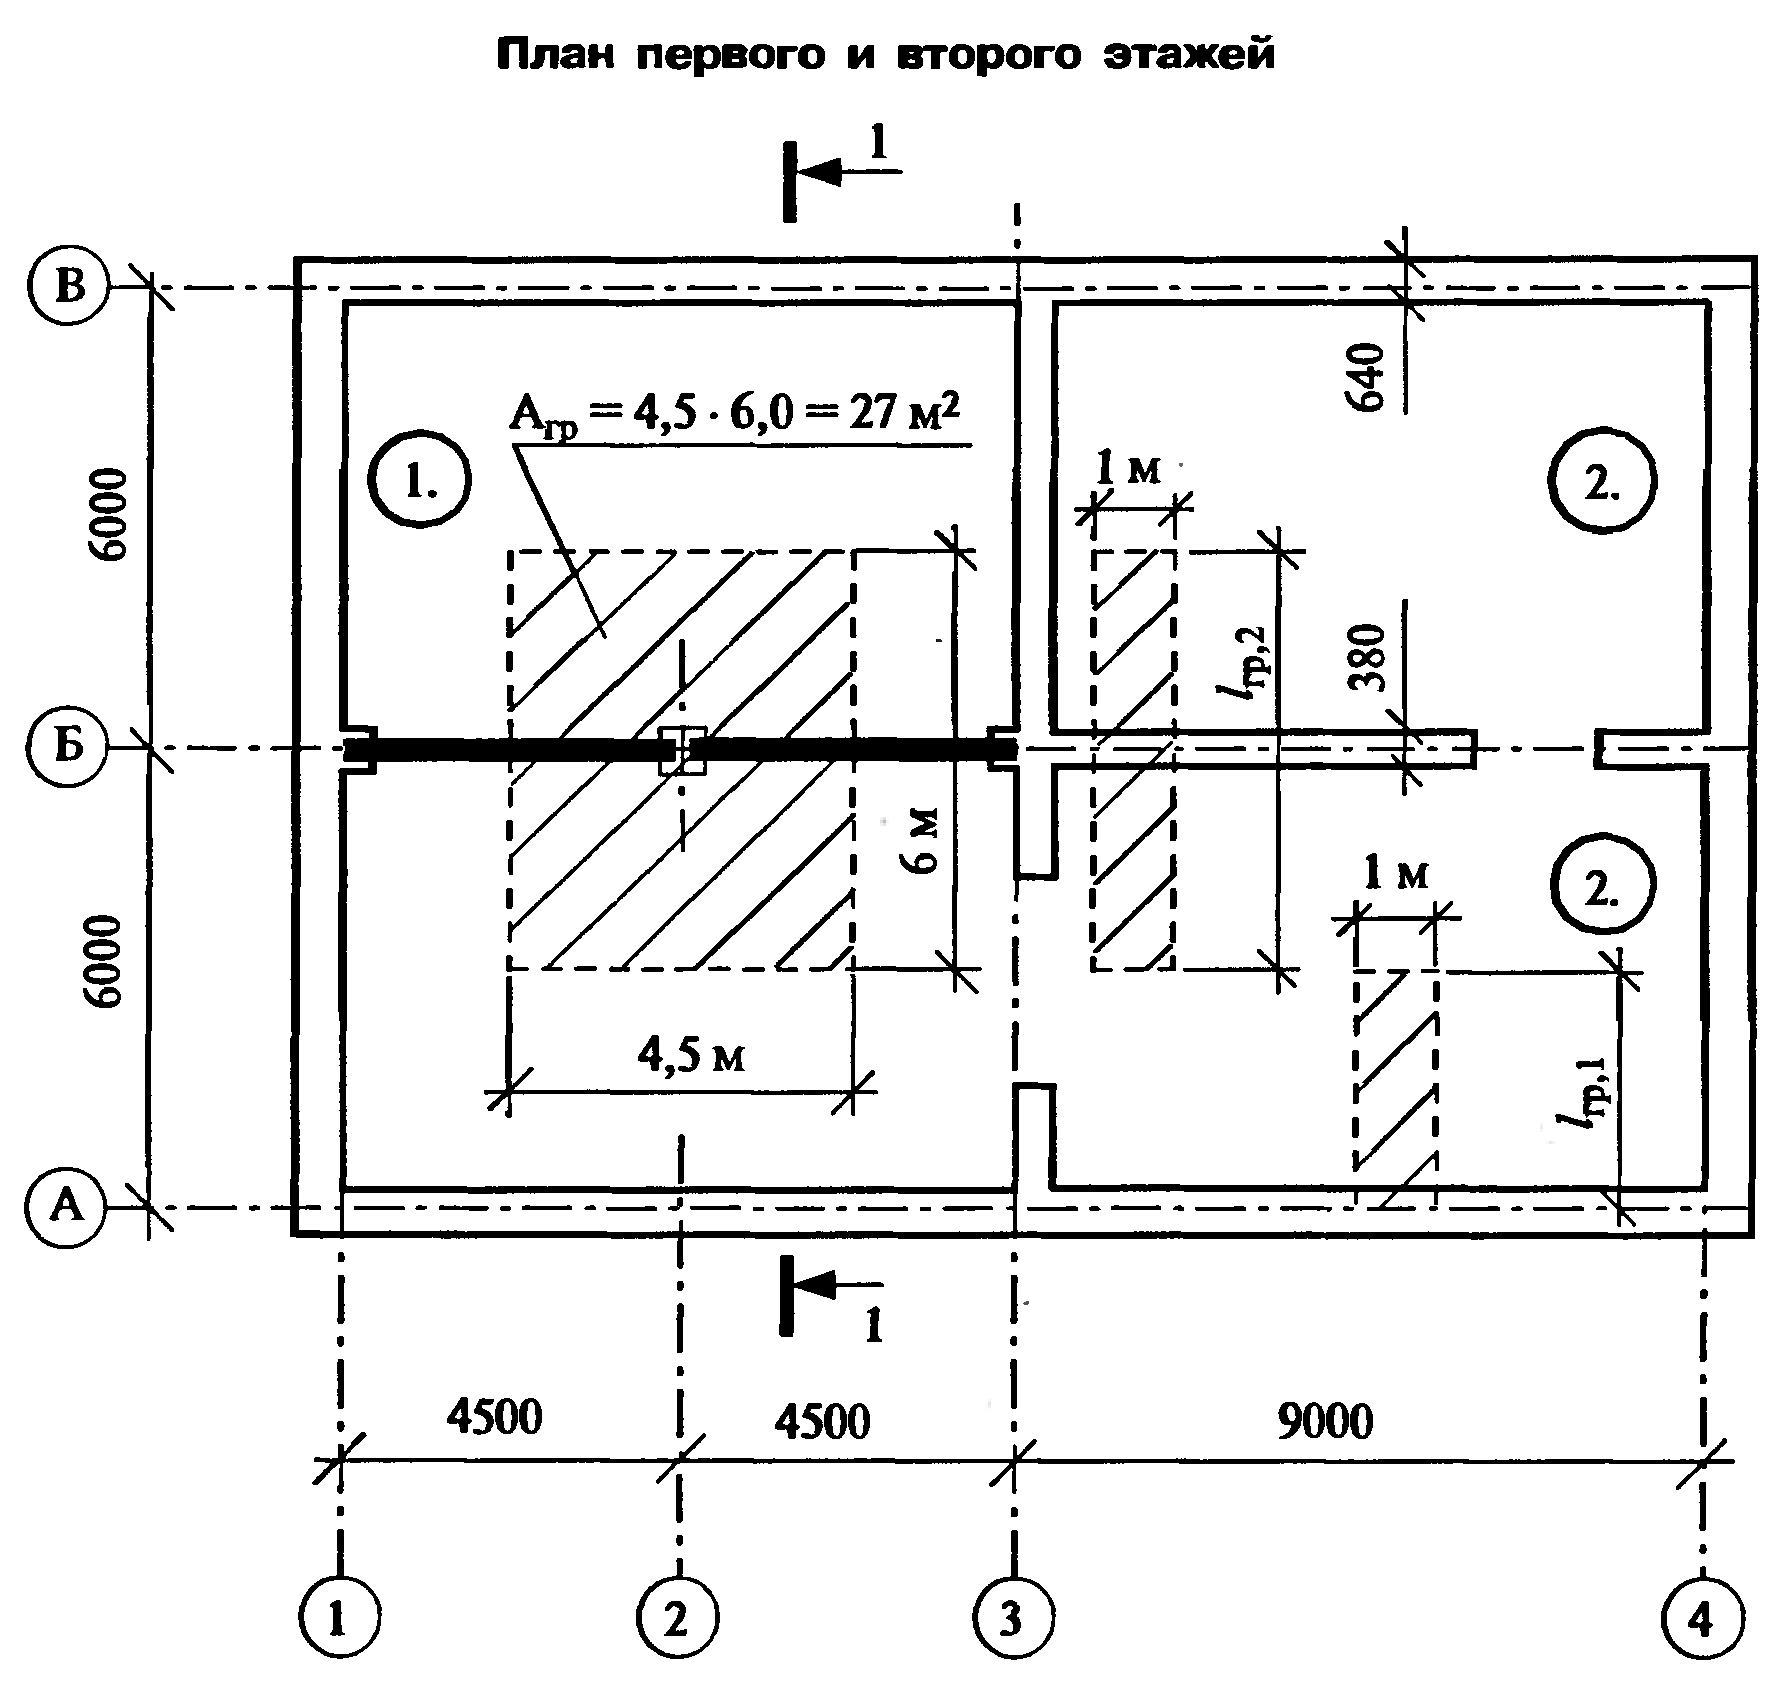 План первого и второго этажей
1
В
640
Aгр = 4,5 · 6,0 = 27 м²
1.
1 м
2.
6000
lгр,2
380
Б
6 м
1 м
2.
6000
4,5 м
lгр,1
А
1
4500
4500
9000
1
2
3
4